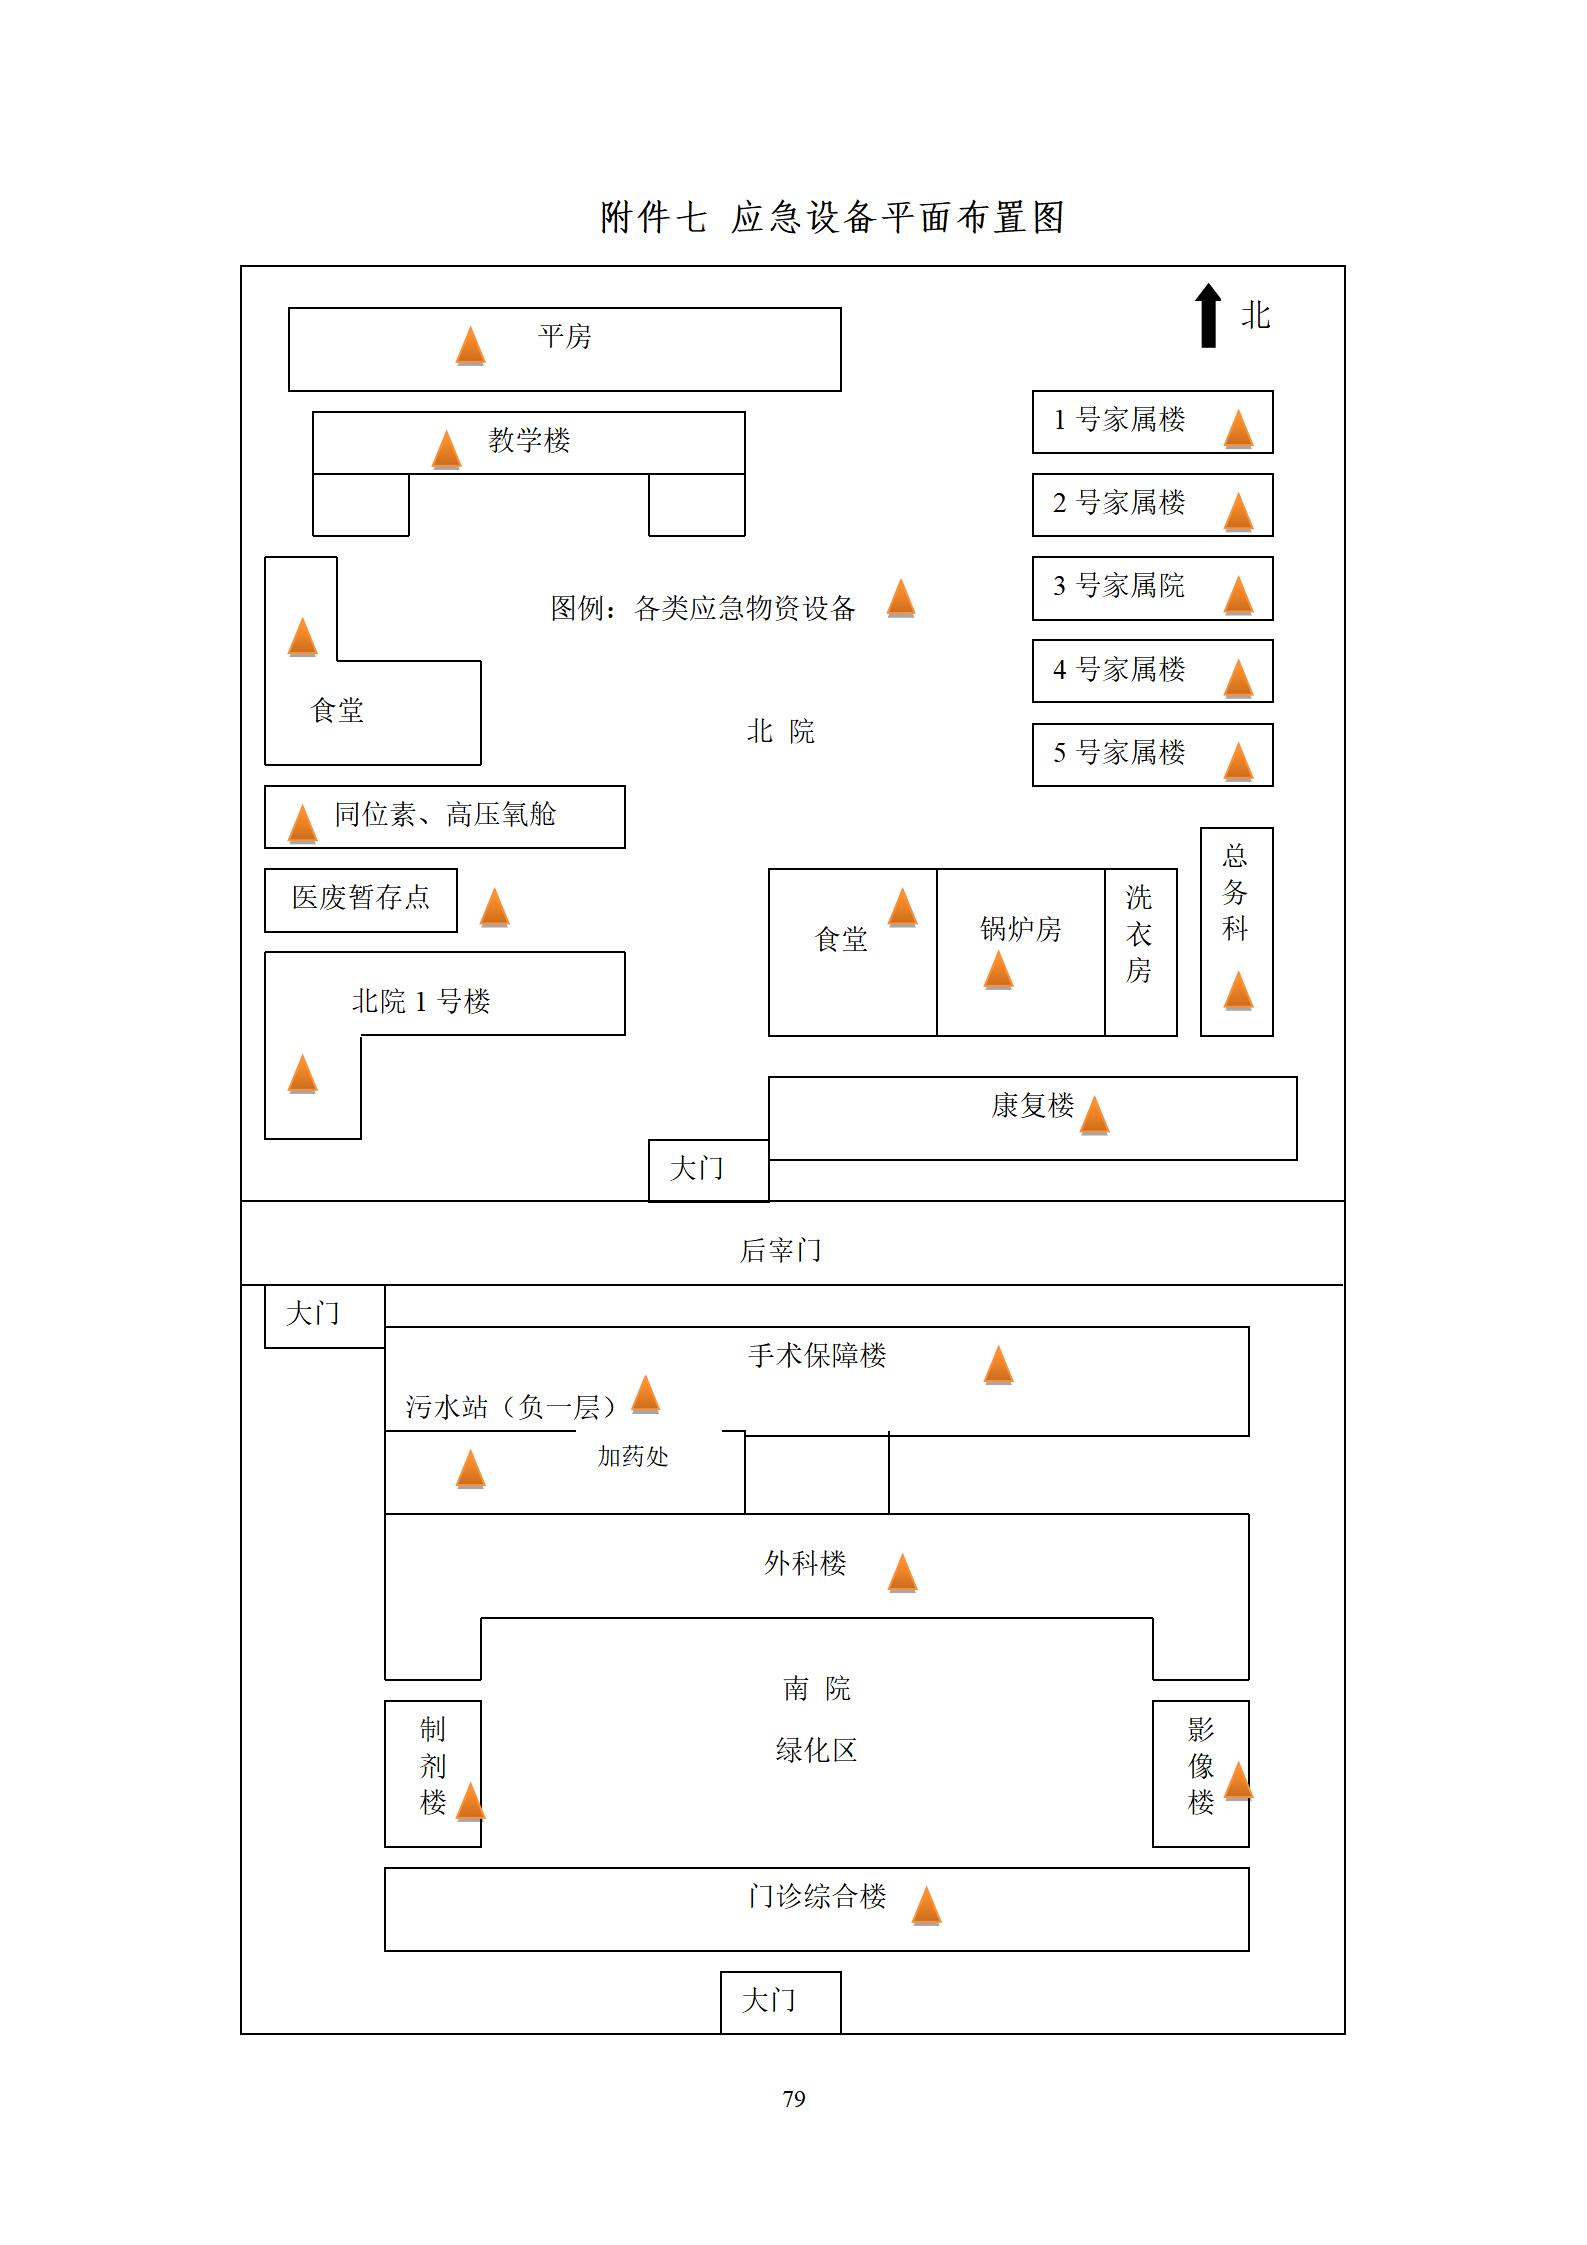 附件七 应急设备平面布置图
北
平房
1 号家属楼
教学楼
2 号家属楼
3 号家属院
图例：各类应急物资设备
4 号家属楼
食堂
北 院
5 号家属楼
同位素、高压氧舱
总务科
医废暂存点
洗衣房
食堂
锅炉房
北院 1 号楼
康复楼
大门
后宰门
大门
手术保障楼
污水站（负一层）
加药处
外科楼
南 院
制剂楼
绿化区
影像楼
门诊综合楼
大门
79